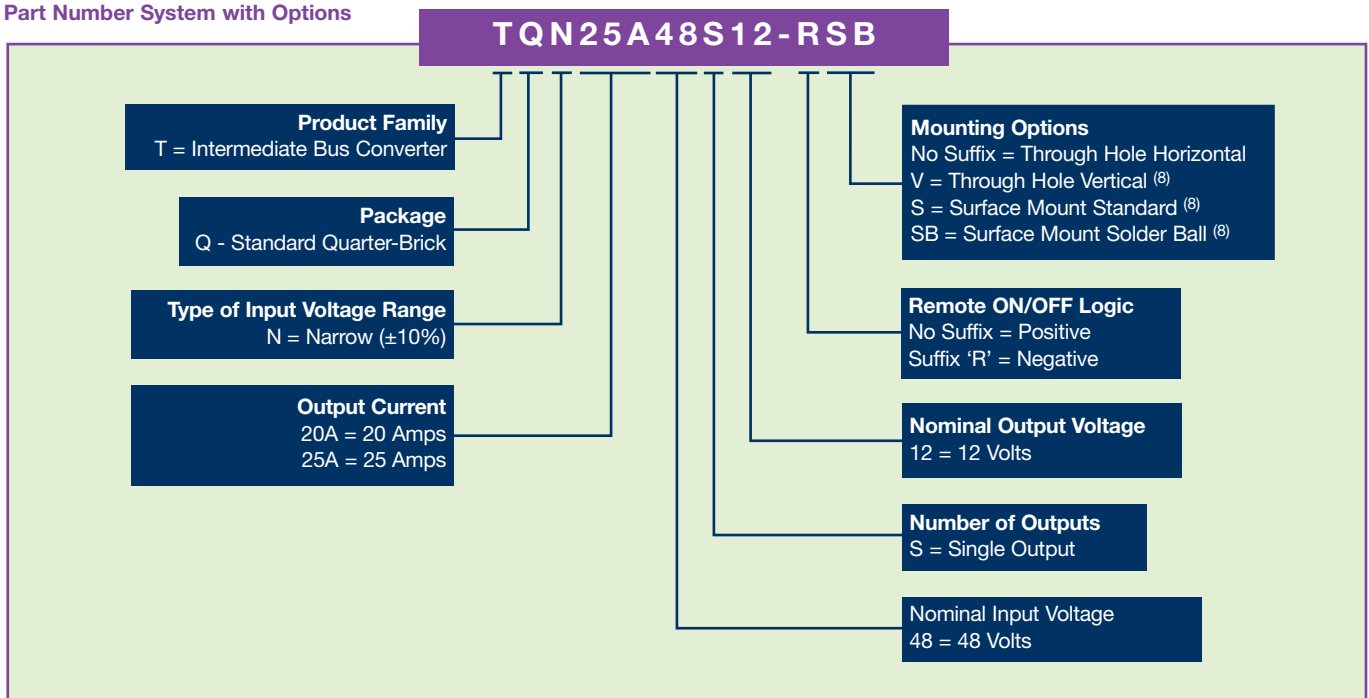 Part Number System with Options
TQN25A48S12-RSB
Product Family
T = Intermediate Bus Converter
Package
Q - Standard Quarter-Brick
Type of Input Voltage Range
N = Narrow (±10%)
Output Current
20A = 20 Amps
25A = 25 Amps
Mounting Options
No Suffix = Through Hole Horizontal
V = Through Hole Vertical (8)
S = Surface Mount Standard (8)
SB = Surface Mount Solder Ball (8)
Remote ON/OFF Logic
No Suffix = Positive
Suffix ‘R’ = Negative
Nominal Output Voltage
12 = 12 Volts
Number of Outputs
S = Single Output
Nominal Input Voltage
48 = 48 Volts